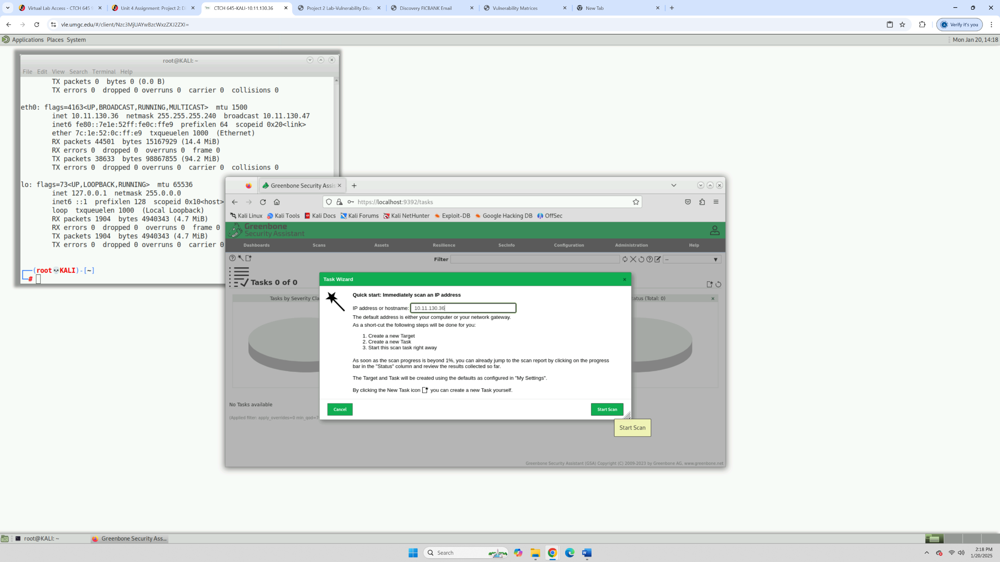 Virtual Lab Access - CTCH 645 9
Unit 4 Assignment: Project 2: Di
CTCH 645-KALI-10.11.130.36
Project 2 Lab-Vulnerability Disc
Discovery FICBANK Email
Vulnerability Matrices
New Tab
vle.umgc.edu/#/client/Nzc3MjUAYwBzcWxzZXJ2ZXI=
Verify it's you
Applications Places System
Mon Jan 20, 14:18
root@KALI: ~
File Edit View Search Terminal Help
TX packets 0 bytes 0 (0.0 B)
TX errors 0 dropped 0 overruns 0 carrier 0 collisions 0
eth0: flags=4163<UP,BROADCAST,RUNNING,MULTICAST> mtu 1500
inet 10.11.130.36 netmask 255.255.255.240 broadcast 10.11.130.47
inet6 fe80::7e1e:52ff:fe0c:ffe9 prefixlen 64 scopeid 0x20<link>
ether 7c:1e:52:0c:ff:e9 txqueuelen 1000 (Ethernet)
RX packets 44501 bytes 15167929 (14.4 MiB)
RX errors 0 dropped 0 overruns 0 frame 0
TX packets 38633 bytes 98867855 (94.2 MiB)
TX errors 0 dropped 0 overruns 0 carrier 0 collisions 0
lo: flags=73<UP,LOOPBACK,RUNNING> mtu 65536
inet 127.0.0.1 netmask 255.0.0.0
inet6 ::1 prefixlen 128 scopeid 0x10<host>
loop txqueuelen 1000 (Local Loopback)
RX packets 1904 bytes 4940343 (4.7 MiB)
RX errors 0 dropped 0 overruns 0 frame 0
TX packets 1904 bytes 4940343 (4.7 MiB)
TX errors 0 dropped 0 overruns 0 carrier 0
(root💀KALI)-[~]
#
Greenbone Security Assis
https://localhost:9392/tasks
Kali Linux Kali Tools Kali Docs Kali Forums Kali NetHunter Exploit-DB Google Hacking DB OffSec
Greenbone
Security Assistant
Dashboards Scans Assets Resilience SecInfo Configuration Administration Help
Filter
--
Tasks 0 of 0
Tasks by Severity Cla
tatus (Total: 0)
Task Wizard
Quick start: Immediately scan an IP address
IP address or hostname: 10.11.130.36
The default address is either your computer or your network gateway.
As a short-cut the following steps will be done for you:
1. Create a new Target
2. Create a new Task
3. Start this scan task right away
As soon as the scan progress is beyond 1%, you can already jump to the scan report by clicking on the progress
bar in the "Status" column and review the results collected so far.
The Target and Task will be created using the defaults as configured in "My Settings".
By clicking the New Task icon you can create a new Task yourself.
Cancel
Start Scan
No Tasks available
(Applied filter: apply_overrides=0 min_qod=7
Start Scan
Greenbone Security Assistant (GSA) Copyright (C) 2009-2023 by Greenbone AG, www.greenbone.net
root@KALI: ~
Greenbone Security Ass...
Search
2:18 PM
1/20/2025